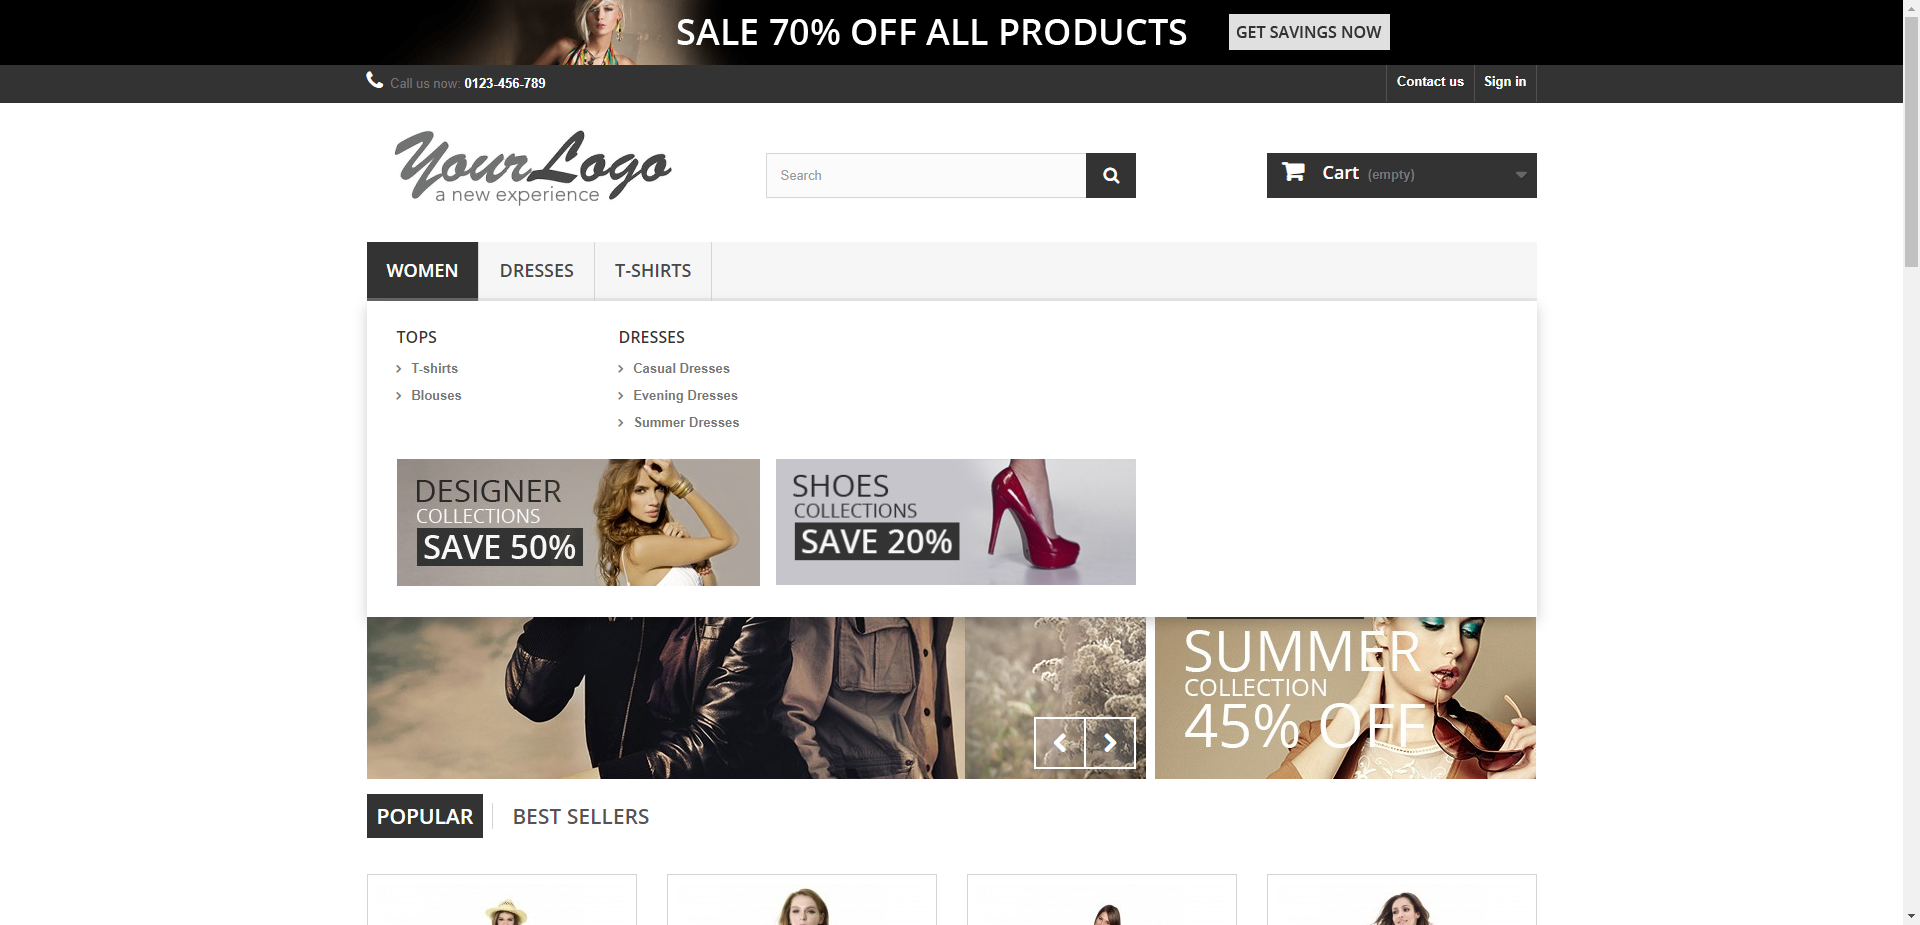 SALE 70% OFF ALL PRODUCTS
GET SAVINGS NOW
Call us now: 0123-456-789
Contact us
Sign in
YourLogo
a new experience
Search
Cart (empty)
WOMEN
DRESSES
T-SHIRTS
TOPS
T-shirts
Blouses
DRESSES
Casual Dresses
Evening Dresses
Summer Dresses
DESIGNER
COLLECTIONS
SAVE 50%
SHOES
COLLECTIONS
SAVE 20%
SUMMER
COLLECTION
45% OFF
POPULAR
BEST SELLERS